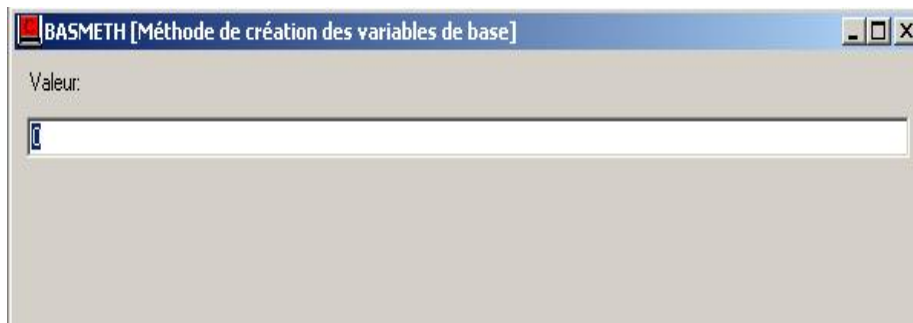 BASMETH [Méthode de création des variables de base]
Valeur:
0